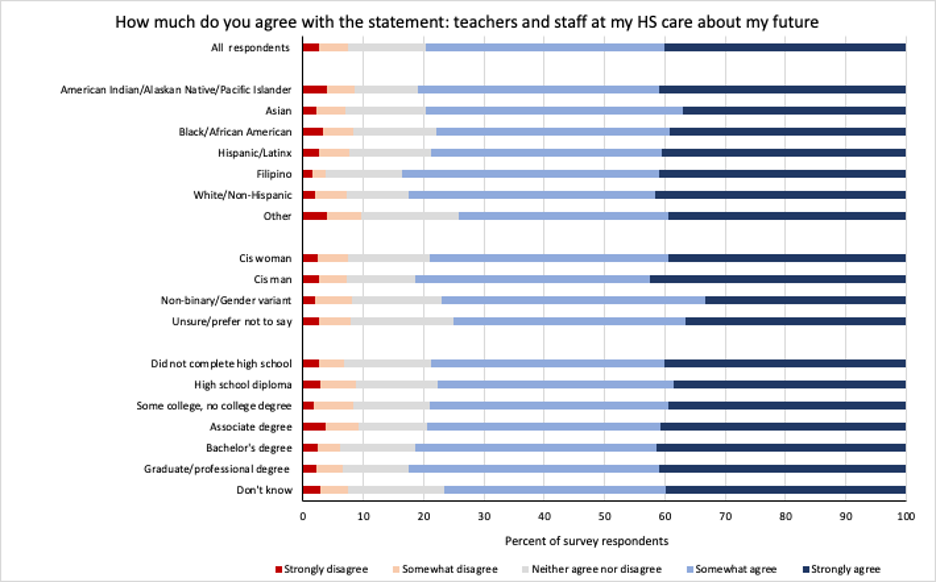 How much do you agree with the statement: teachers and staff at my HS care about my future
All respondents
American Indian/Alaskan Native/Pacific Islander
Asian
Black/African American
Hispanic/Latinx
Filipino
White/Non-Hispanic
Other
Cis woman
Cis man
Non-binary/Gender variant
Unsure/prefer not to say
Did not complete high school
High school diploma
Some college, no college degree
Associate degree
Bachelor's degree
Graduate/professional degree
Don't know
0 10 20 30 40 50 60 70 80 90 100
Percent of survey respondents
Strongly disagree Somewhat disagree Neither agree nor disagree Somewhat agree Strongly agree